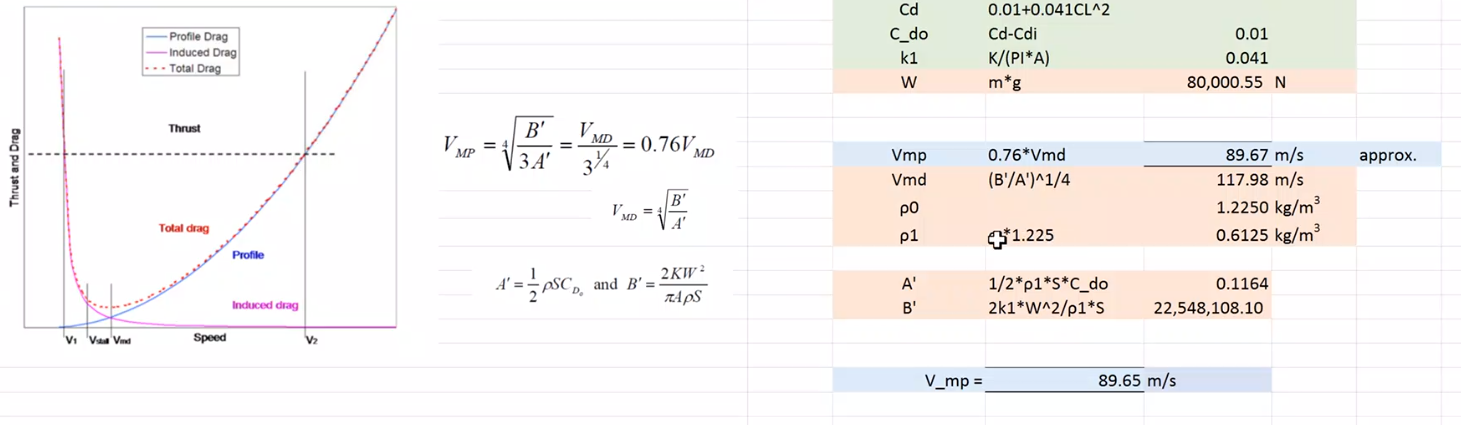 Profile Drag
Induced Drag
Total Drag
Thrust and Drag
Thrust
Total drag
Profile
Induced drag
V1 Vstall Vmd Speed V2
V_{MP} = \sqrt[4]{\frac{B'}{3A'}} = \frac{V_{MD}}{3^{\frac{1}{4}}} = 0.76V_{MD}
V_{MD} = \sqrt[4]{\frac{B'}{A'}}
A' = \frac{1}{2} \rho S C_{D_0} and B' = \frac{2KW^2}{\pi A \rho S}
Cd 0.01+0.041CL^2
C_do Cd-Cdi 0.01
k1 K/(PI*A) 0.041
W m*g 80,000.55 N
Vmp 0.76*Vmd 89.67 m/s approx.
Vmd (B'/A')^1/4 117.98 m/s
ρ0 1.2250 kg/m³
ρ1 *1.225 0.6125 kg/m³
A' 1/2*ρ1*S*C_do 0.1164
B' 2k1*W^2/ρ1*S 22,548,108.10
V_mp = 89.65 m/s